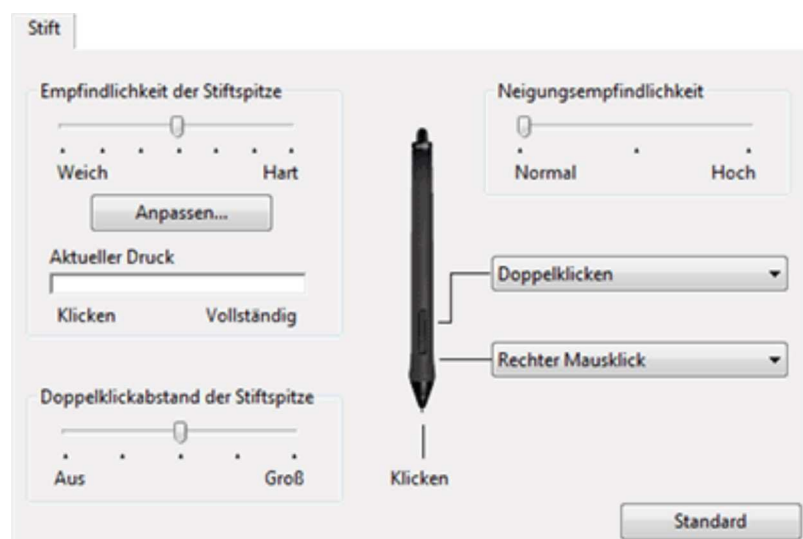 Stift
Empfindlichkeit der Stiftspitze
Weich Hart
Anpassen...
Aktueller Druck
Klicken Vollständig
Doppelklickabstand der Stiftspitze
Aus Groß
Neigungsempfindlichkeit
Normal Hoch
Doppelklicken
Rechter Mausklick
Klicken
Standard